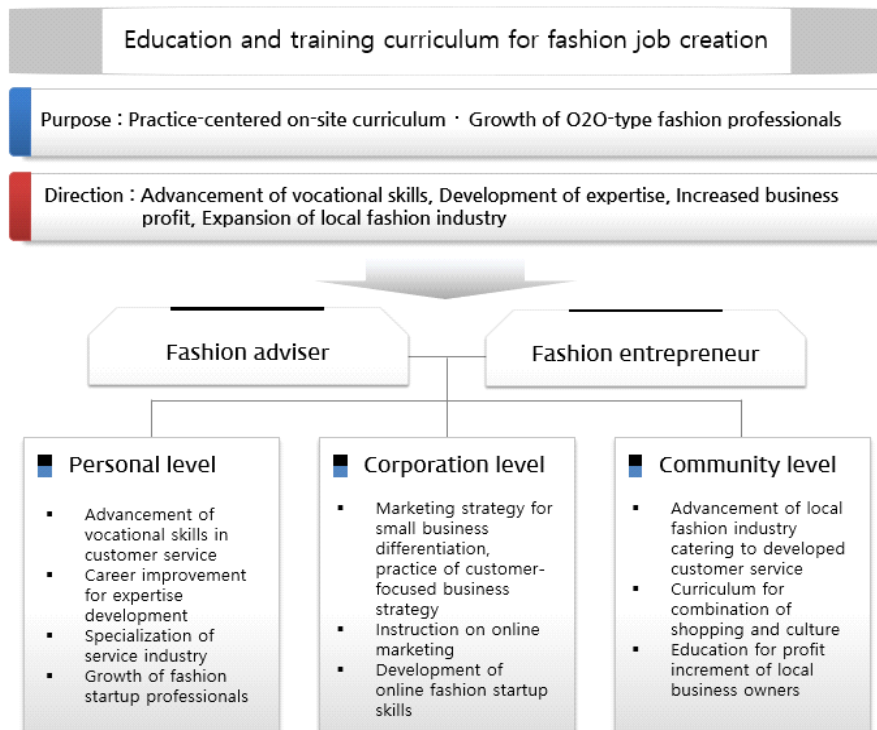 Education and training curriculum for fashion job creation
Purpose : Practice-centered on-site curriculum · Growth of O2O-type fashion professionals
Direction : Advancement of vocational skills, Development of expertise, Increased business
profit, Expansion of local fashion industry
Fashion adviser
Fashion entrepreneur
Personal level
▪ Advancement of
vocational skills in
customer service
▪ Career improvement
for expertise
development
▪ Specialization of
service industry
▪ Growth of fashion
startup professionals
Corporation level
▪ Marketing strategy for
small business
differentiation,
practice of customer-
focused business
strategy
▪ Instruction on online
marketing
▪ Development of
online fashion startup
skills
Community level
▪ Advancement of local
fashion industry
catering to developed
customer service
▪ Curriculum for
combination of
shopping and culture
▪ Education for profit
increment of local
business owners